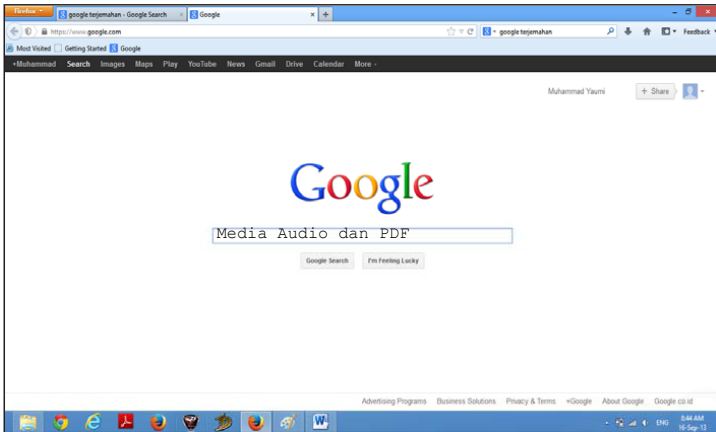 Firefox
google terjemahan - Google Search
Google
https://www.google.com
google terjemahan
Feedback
Most Visited Getting Started Google
+Muhammad Search Images Maps Play YouTube News Gmail Drive Calendar More
Muhammad Yaumi + Share
Google
Media Audio dan PDF
Google Search I'm Feeling Lucky
Advertising Programs Business Solutions Privacy & Terms +Google About Google Google.co.id
ENG 0:44 AM
16-Sep-13